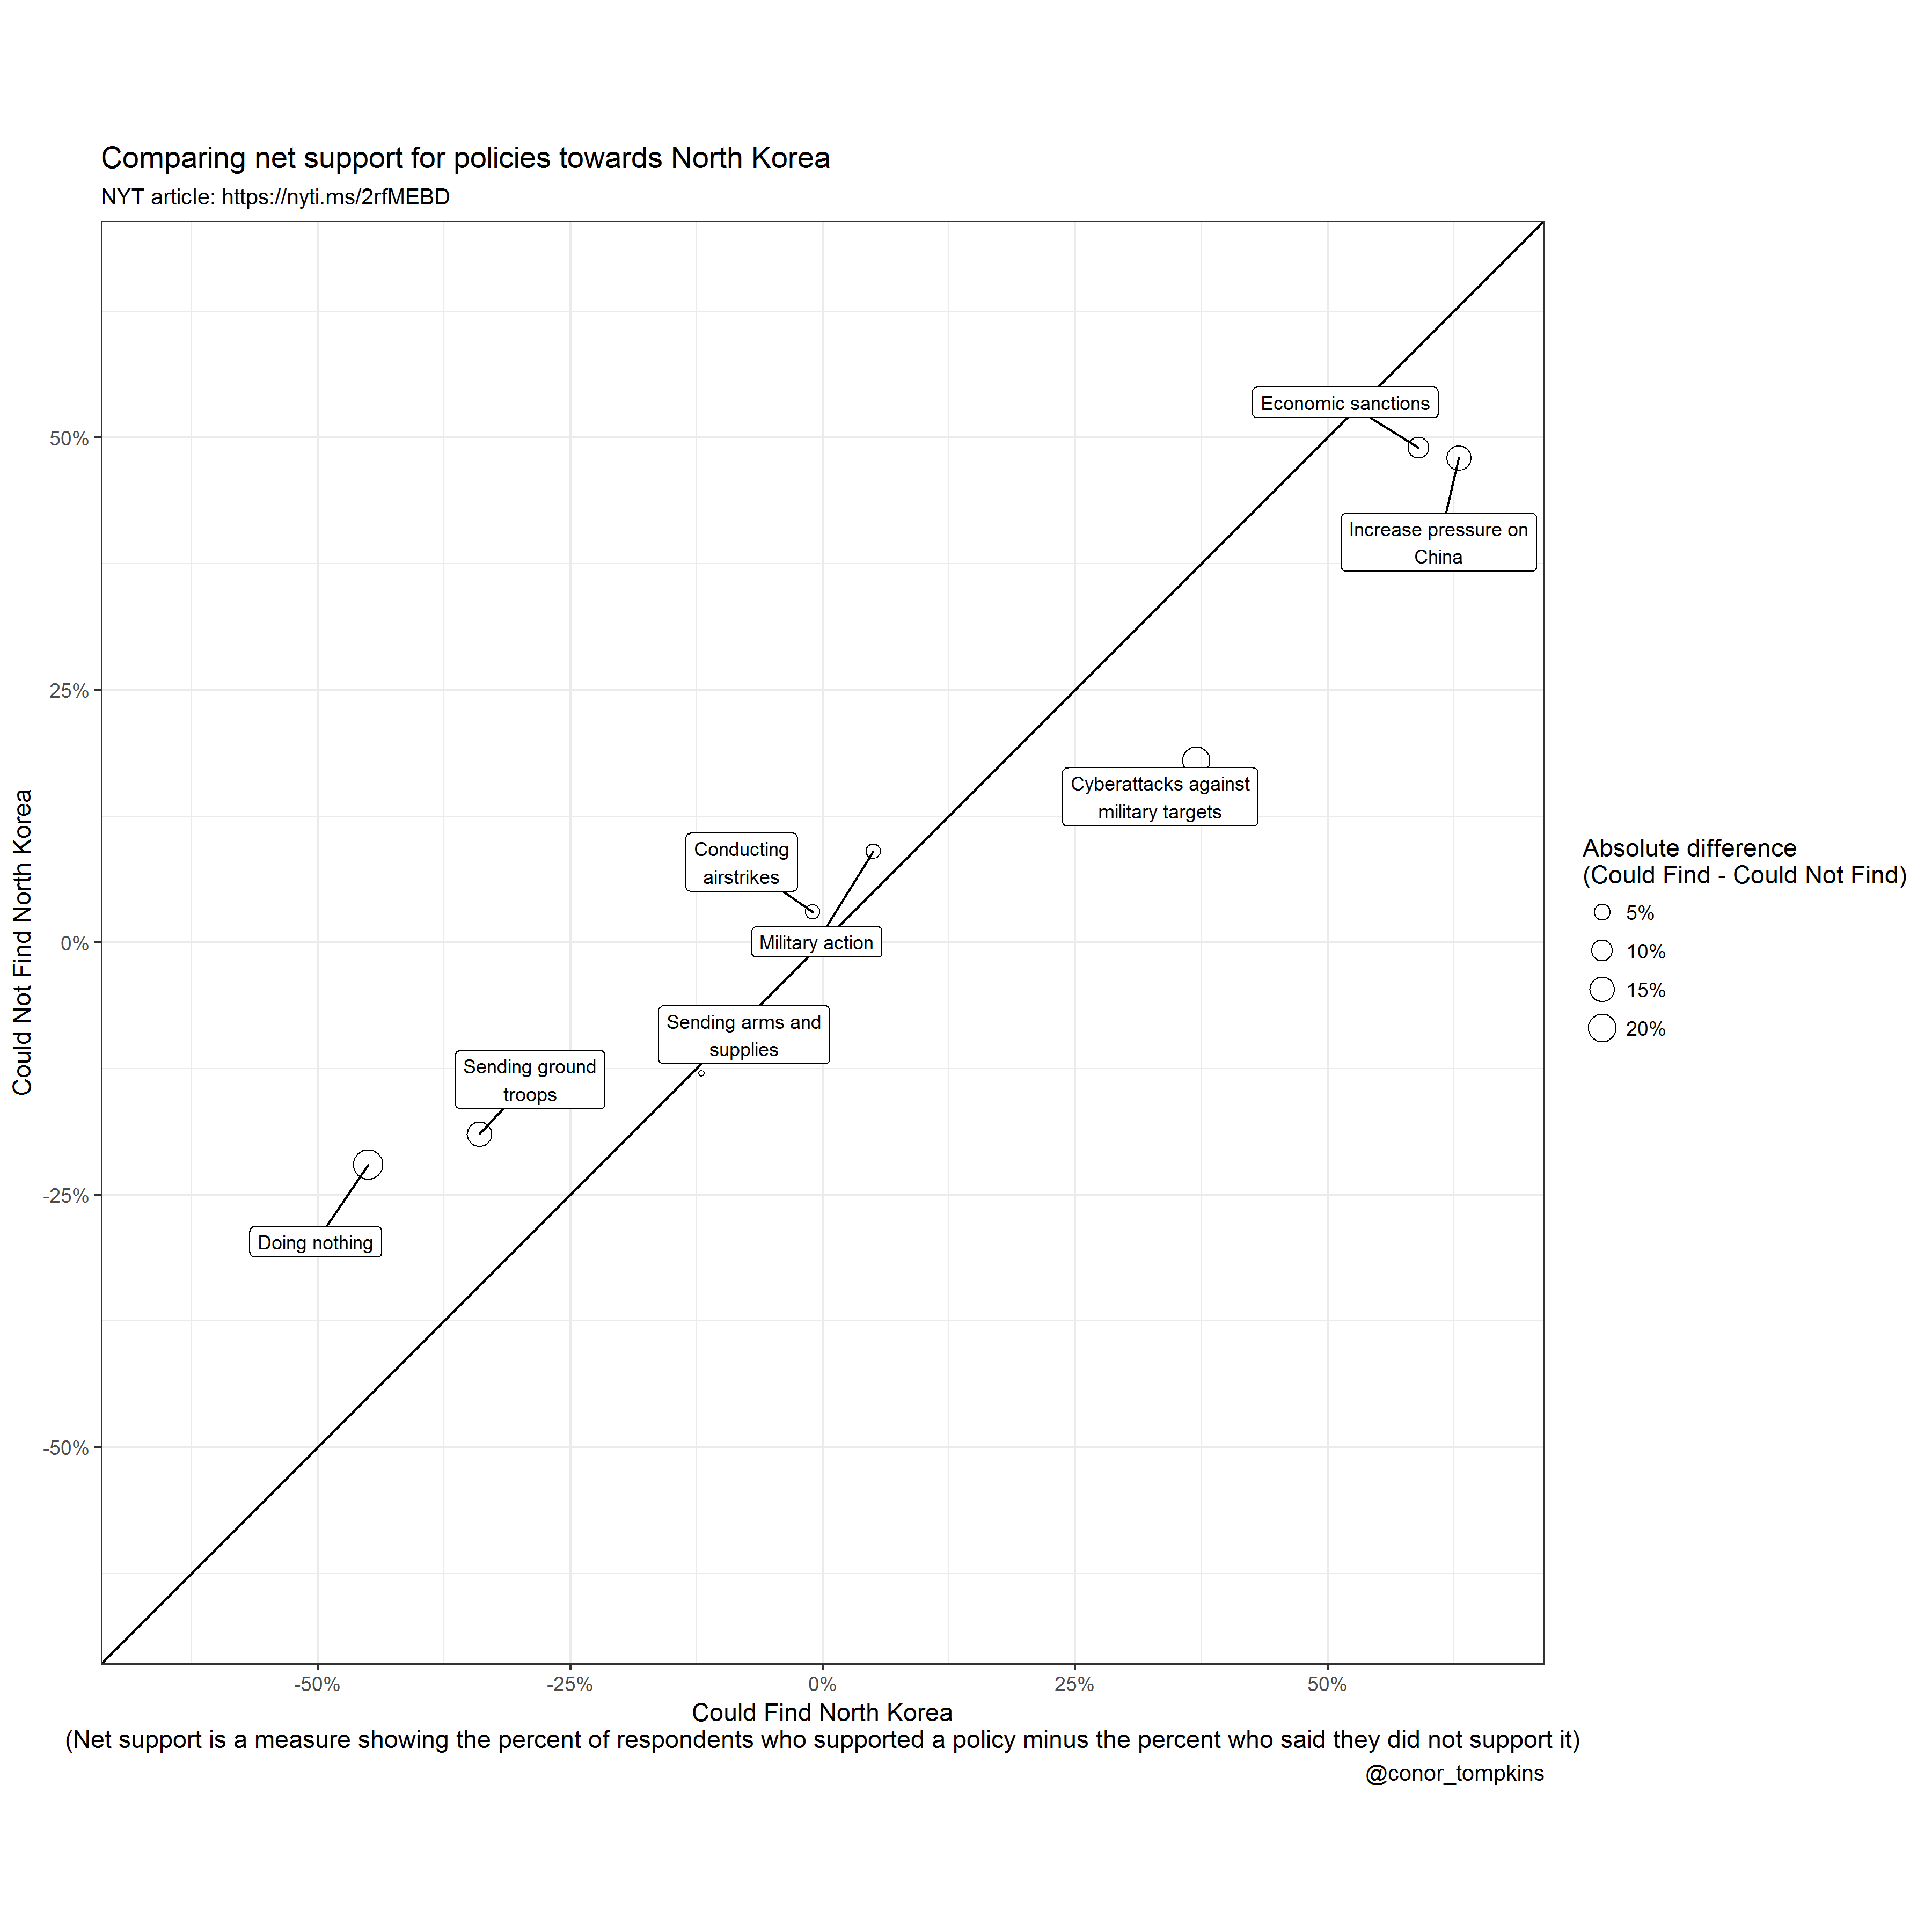 Comparing net support for policies towards North Korea
NYT article: https://nyti.ms/2rfMEBD
Could Not Find North Korea
50%
25%
0%
-25%
-50%
Economic sanctions
Increase pressure on
China
Cyberattacks against
military targets
Conducting
airstrikes
Military action
Sending arms and
supplies
Sending ground
troops
Doing nothing
Absolute difference
(Could Find - Could Not Find)
5%
10%
15%
20%
-50%
-25%
0%
25%
50%
Could Find North Korea
(Net support is a measure showing the percent of respondents who supported a policy minus the percent who said they did not support it)
@conor_tompkins